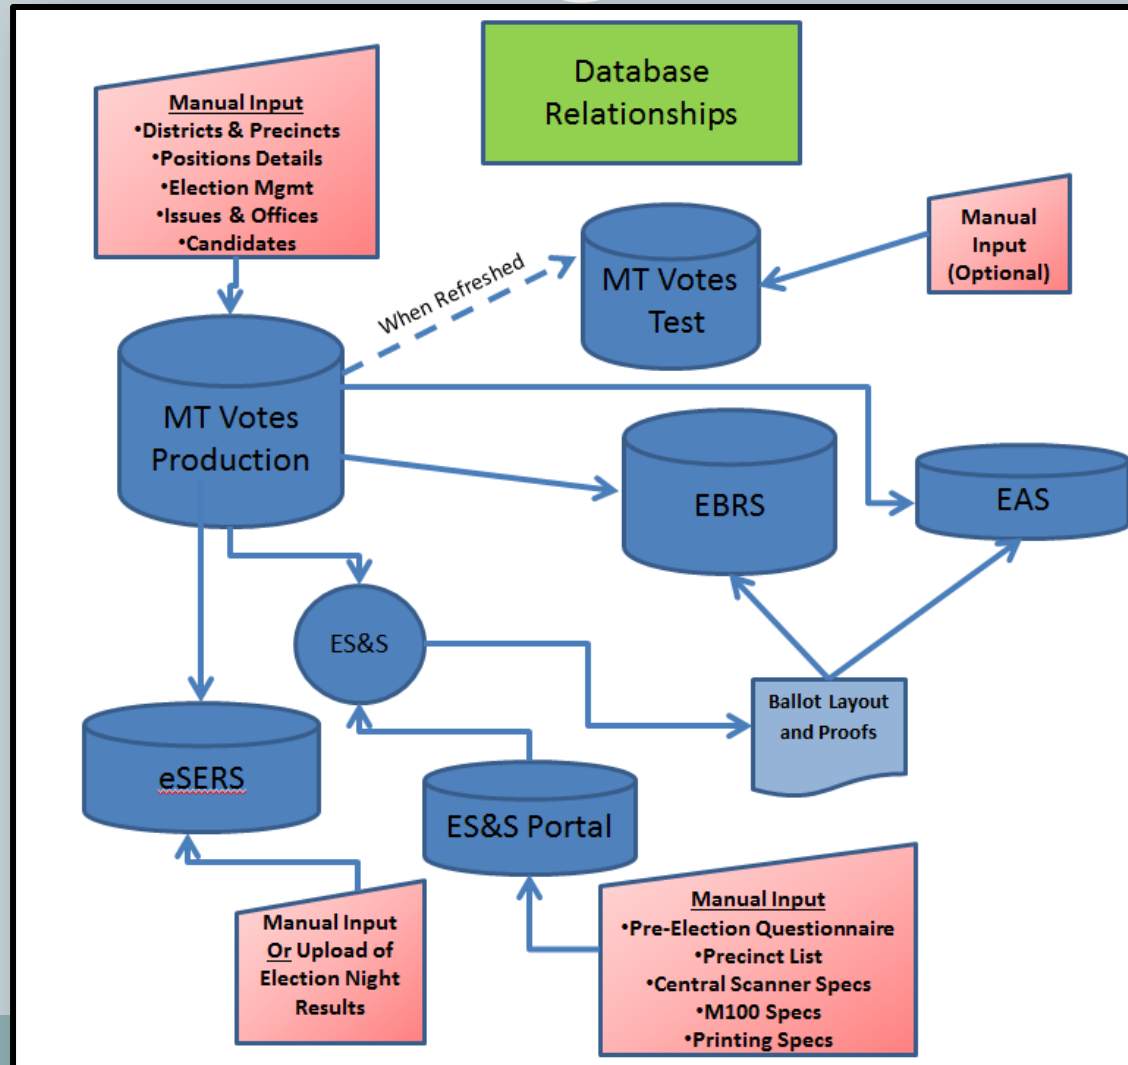 Database
Relationships
Manual Input
•Districts & Precincts
•Positions Details
•Election Mgmt
•Issues & Offices
•Candidates
Manual
Input
(Optional)
When Refreshed
MT Votes
Test
MT Votes
Production
EBRS
EAS
ES&S
Ballot Layout
and Proofs
eSERS
ES&S Portal
Manual Input
Or Upload of
Election Night
Results
Manual Input
•Pre-Election Questionnaire
•Precinct List
•Central Scanner Specs
•M100 Specs
•Printing Specs